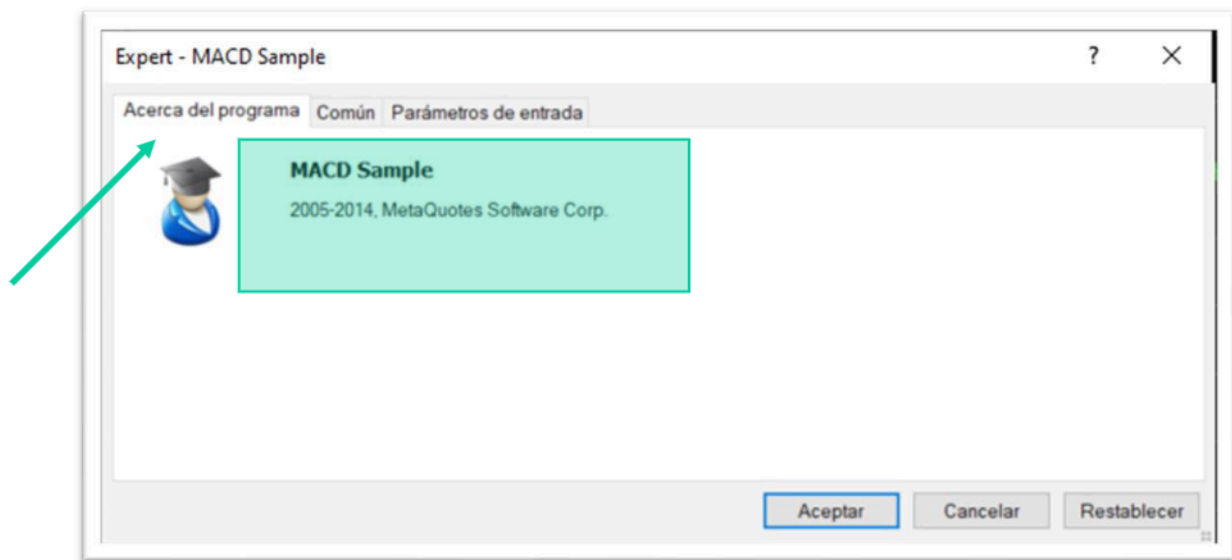 Expert - MACD Sample
Acerca del programa Común Parámetros de entrada
MACD Sample
2005-2014, MetaQuotes Software Corp.
Aceptar Cancelar Restablecer